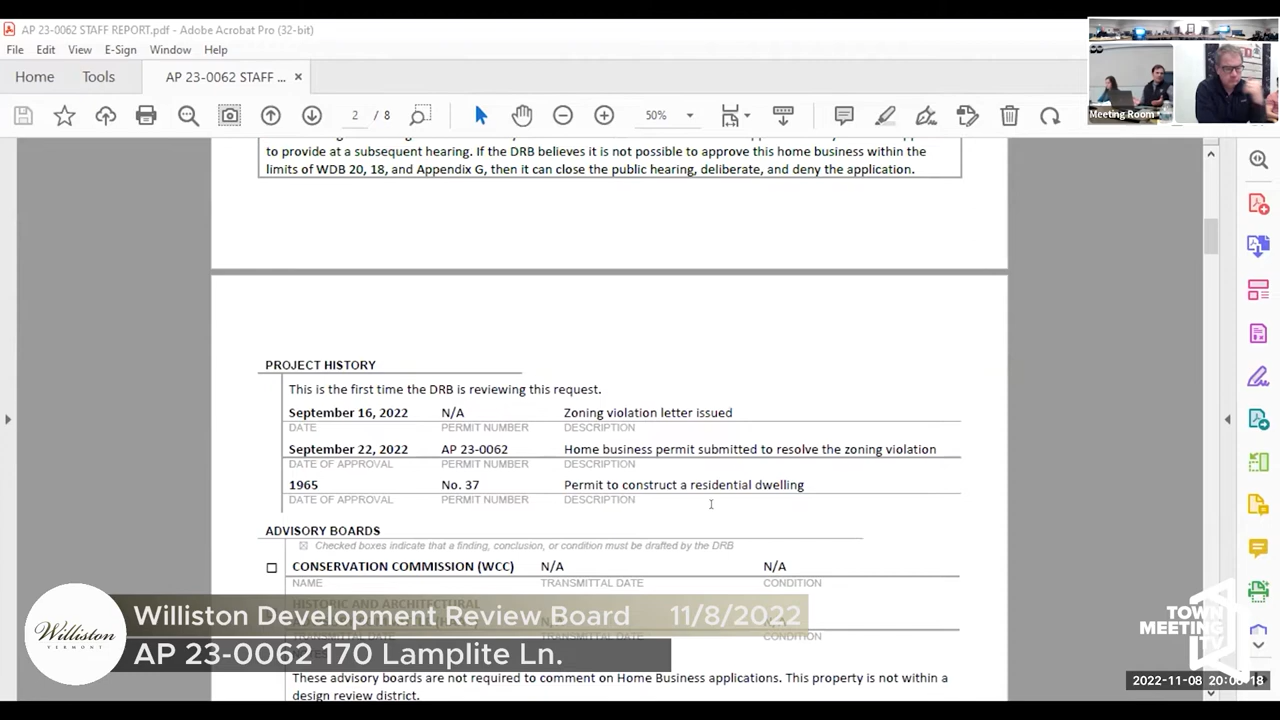 AP 23-0062 STAFF REPORT.pdf - Adobe Acrobat Pro (32-bit)
File Edit View E-Sign Window Help
Home Tools AP 23-0062 STAFF ... ×
2 / 8 50%
Meeting Room
to provide at a subsequent hearing. If the DRB believes it is not possible to approve this home business within the
limits of WDB 20, 18, and Appendix G, then it can close the public hearing, deliberate, and deny the application.
PROJECT HISTORY
This is the first time the DRB is reviewing this request.
September 16, 2022 N/A Zoning violation letter issued
DATE PERMIT NUMBER DESCRIPTION
September 22, 2022 AP 23-0062 Home business permit submitted to resolve the zoning violation
DATE OF APPROVAL PERMIT NUMBER DESCRIPTION
1965 No. 37 Permit to construct a residential dwelling
DATE OF APPROVAL PERMIT NUMBER DESCRIPTION
ADVISORY BOARDS
☒ Checked boxes indicate that a finding, conclusion, or condition must be drafted by the DRB
☐ CONSERVATION COMMISSION (WCC) N/A N/A
NAME TRANSMITTAL DATE CONDITION
HISTORIC AND ARCHITECTURAL
Williston Development Review Board 11/8/2022
TRANSMITTAL DATE CONDITION
AP 23-0062 170 Lamplite Ln.
Williston
VERMONT
These advisory boards are not required to comment on Home Business applications. This property is not within a
design review district.
TOWN
MEETING
TV
2022-11-08